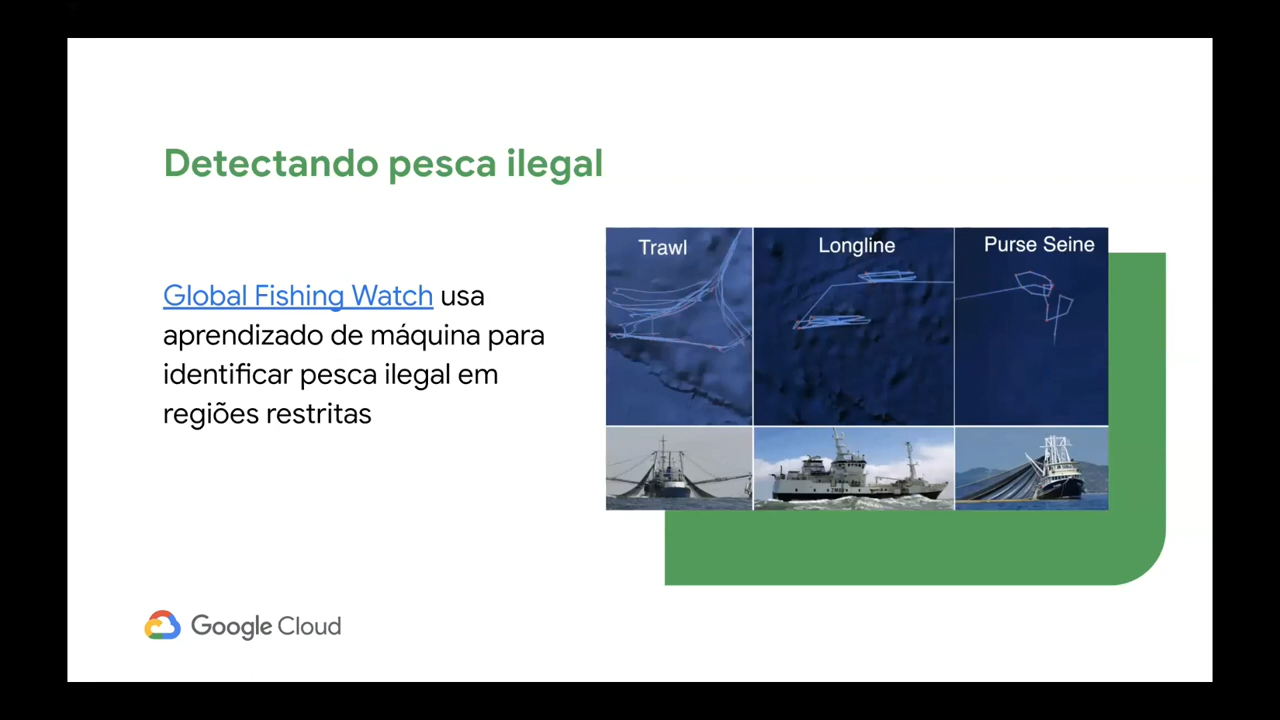 Detectando pesca ilegal
Global Fishing Watch usa
aprendizado de máquina para
identificar pesca ilegal em
regiões restritas
Trawl
Longline
Purse Seine
Google Cloud